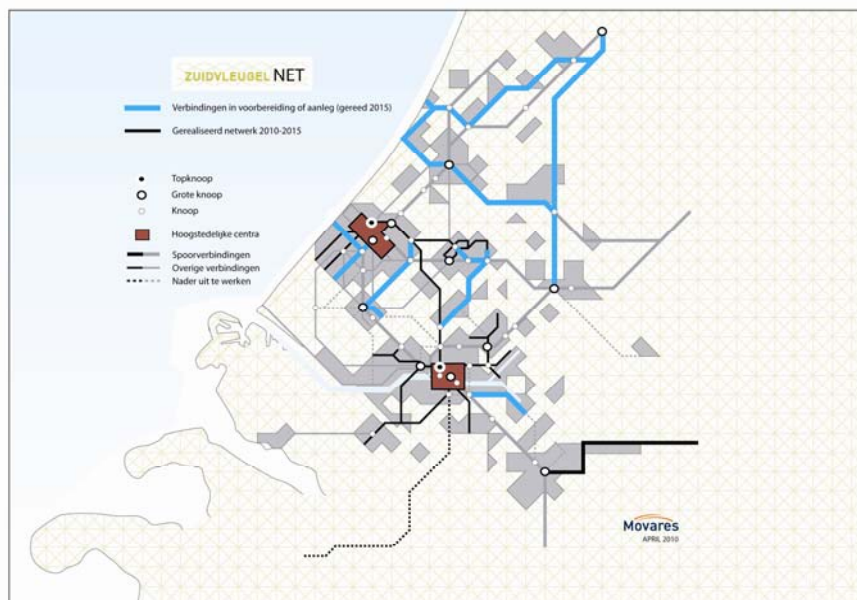 ZUIDVLEUGEL NET
Verbindingen in voorbereiding of aanleg (gereed 2015)
Gerealiseerd netwerk 2010-2015
Topknoop
Grote knoop
Knoop
Hoogstedelijke centra
Spoorverbindingen
Overige verbindingen
Nader uit te werken
Movares
APRIL 2010